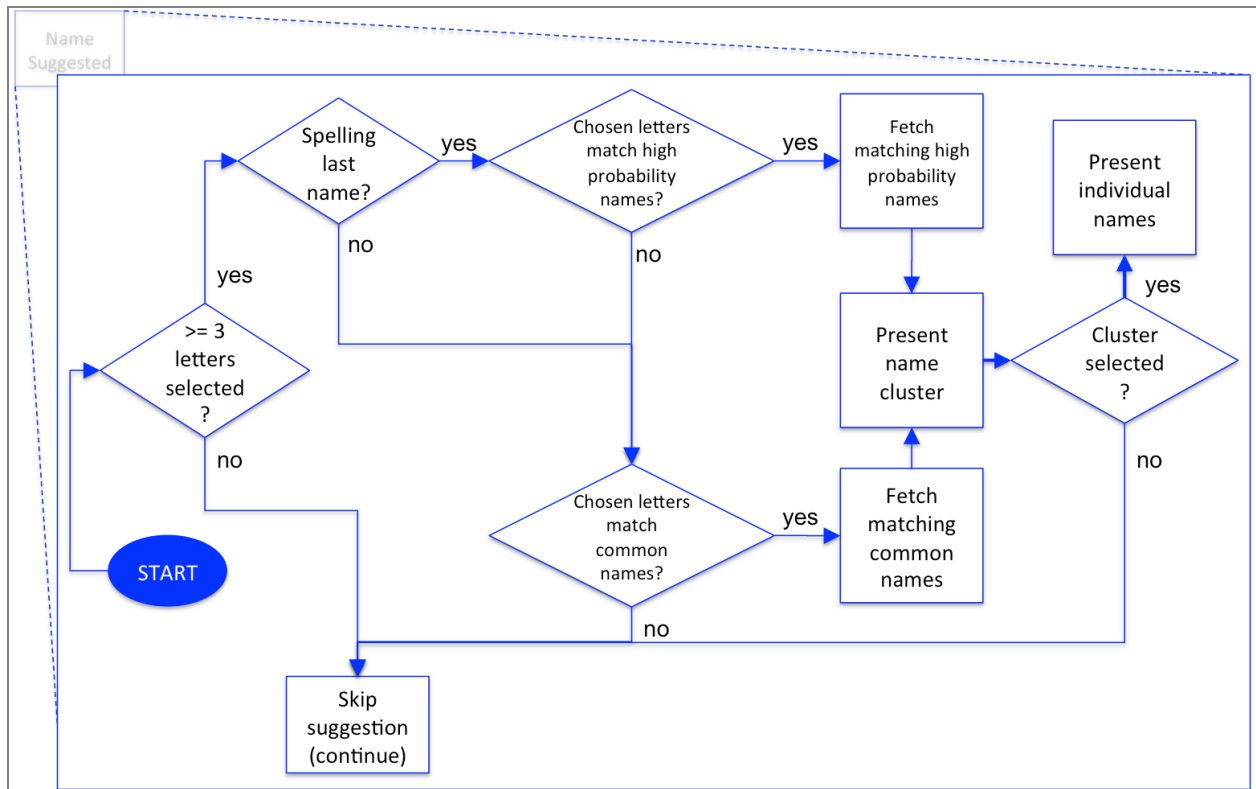 Name
Suggested
Spelling
last
name?
yes
Chosen letters
match high
probability
names?
yes
Fetch
matching high
probability
names
Present
individual
names
no
no
yes
yes
>= 3
letters
selected
?
Present
name
cluster
Cluster
selected
?
no
no
START
Chosen letters
match
common
names?
yes
Fetch
matching
common
names
no
Skip
suggestion
(continue)